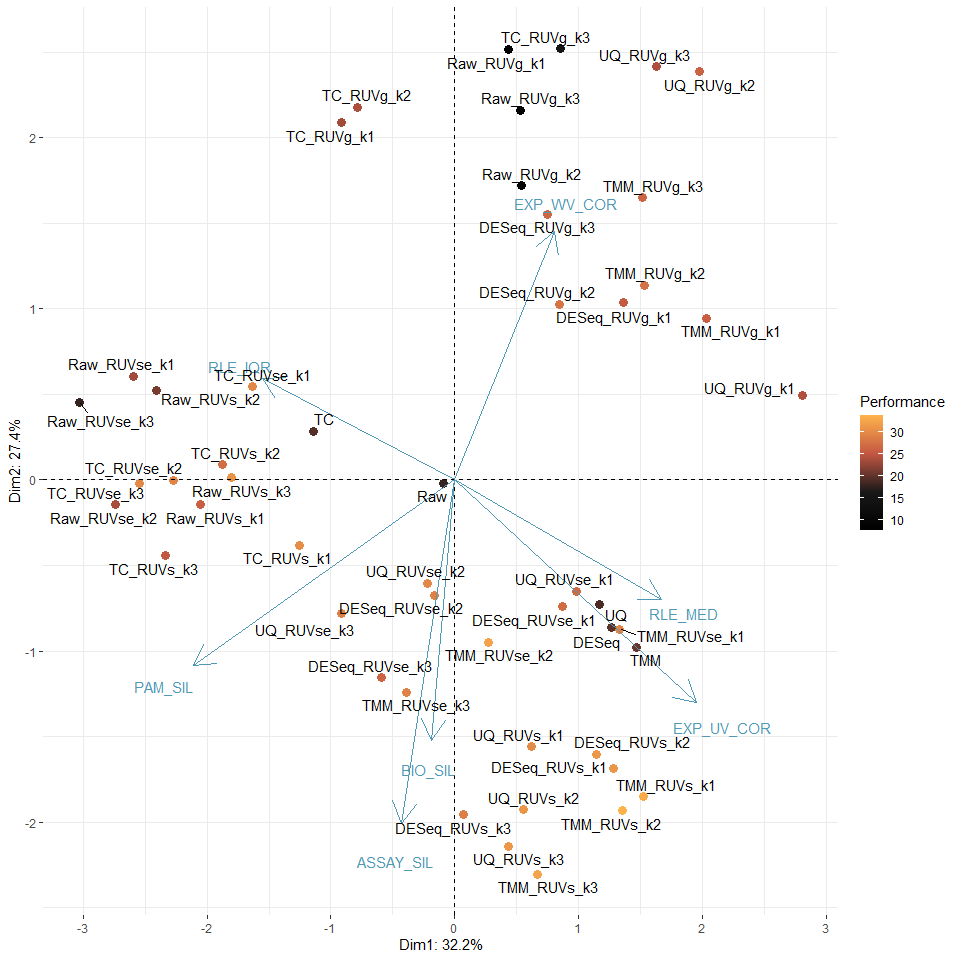 TC_RUVg_k3
Raw_RUVg_k1
UQ_RUVg_k3
UQ_RUVg_k2
TC_RUVg_k2
Raw_RUVg_k3
TC_RUVg_k1
2
Raw_RUVg_k2
TMM_RUVg_k3
EXP_WV_COR
DESeq_RUVg_k3
TMM_RUVg_k2
DESeq_RUVg_k2
1
DESeq_RUVg_k1
TMM_RUVg_k1
Raw_RUVse_k1
RLE_IQR
TC_RUVse_k1
UQ_RUVg_k1
Raw_RUVs_k2
Raw_RUVse_k3
TC
TC_RUVs_k2
TC_RUVse_k2
0
TC_RUVse_k3
Raw_RUVs_k3
Raw
Raw_RUVse_k2
Raw_RUVs_k1
TC_RUVs_k1
TC_RUVs_k3
UQ_RUVse_k2
UQ_RUVse_k1
DESeq_RUVse_k2
UQ
RLE_MED
DESeq_RUVse_k1
UQ_RUVse_k3
TMM_RUVse_k1
DESeq
TMM_RUVse_k2
TMM
-1
DESeq_RUVse_k3
PAM_SIL
TMM_RUVse_k3
EXP_UV_COR
UQ_RUVs_k1
DESeq_RUVs_k2
DESeq_RUVs_k1
BIO_SIL
TMM_RUVs_k1
UQ_RUVs_k2
-2
DESeq_RUVs_k3
TMM_RUVs_k2
ASSAY_SIL
UQ_RUVs_k3
TMM_RUVs_k3
-3
-2
-1
0
1
2
3
Dim1: 32.2%
Dim2: 27.4%
Performance
30
25
20
15
10